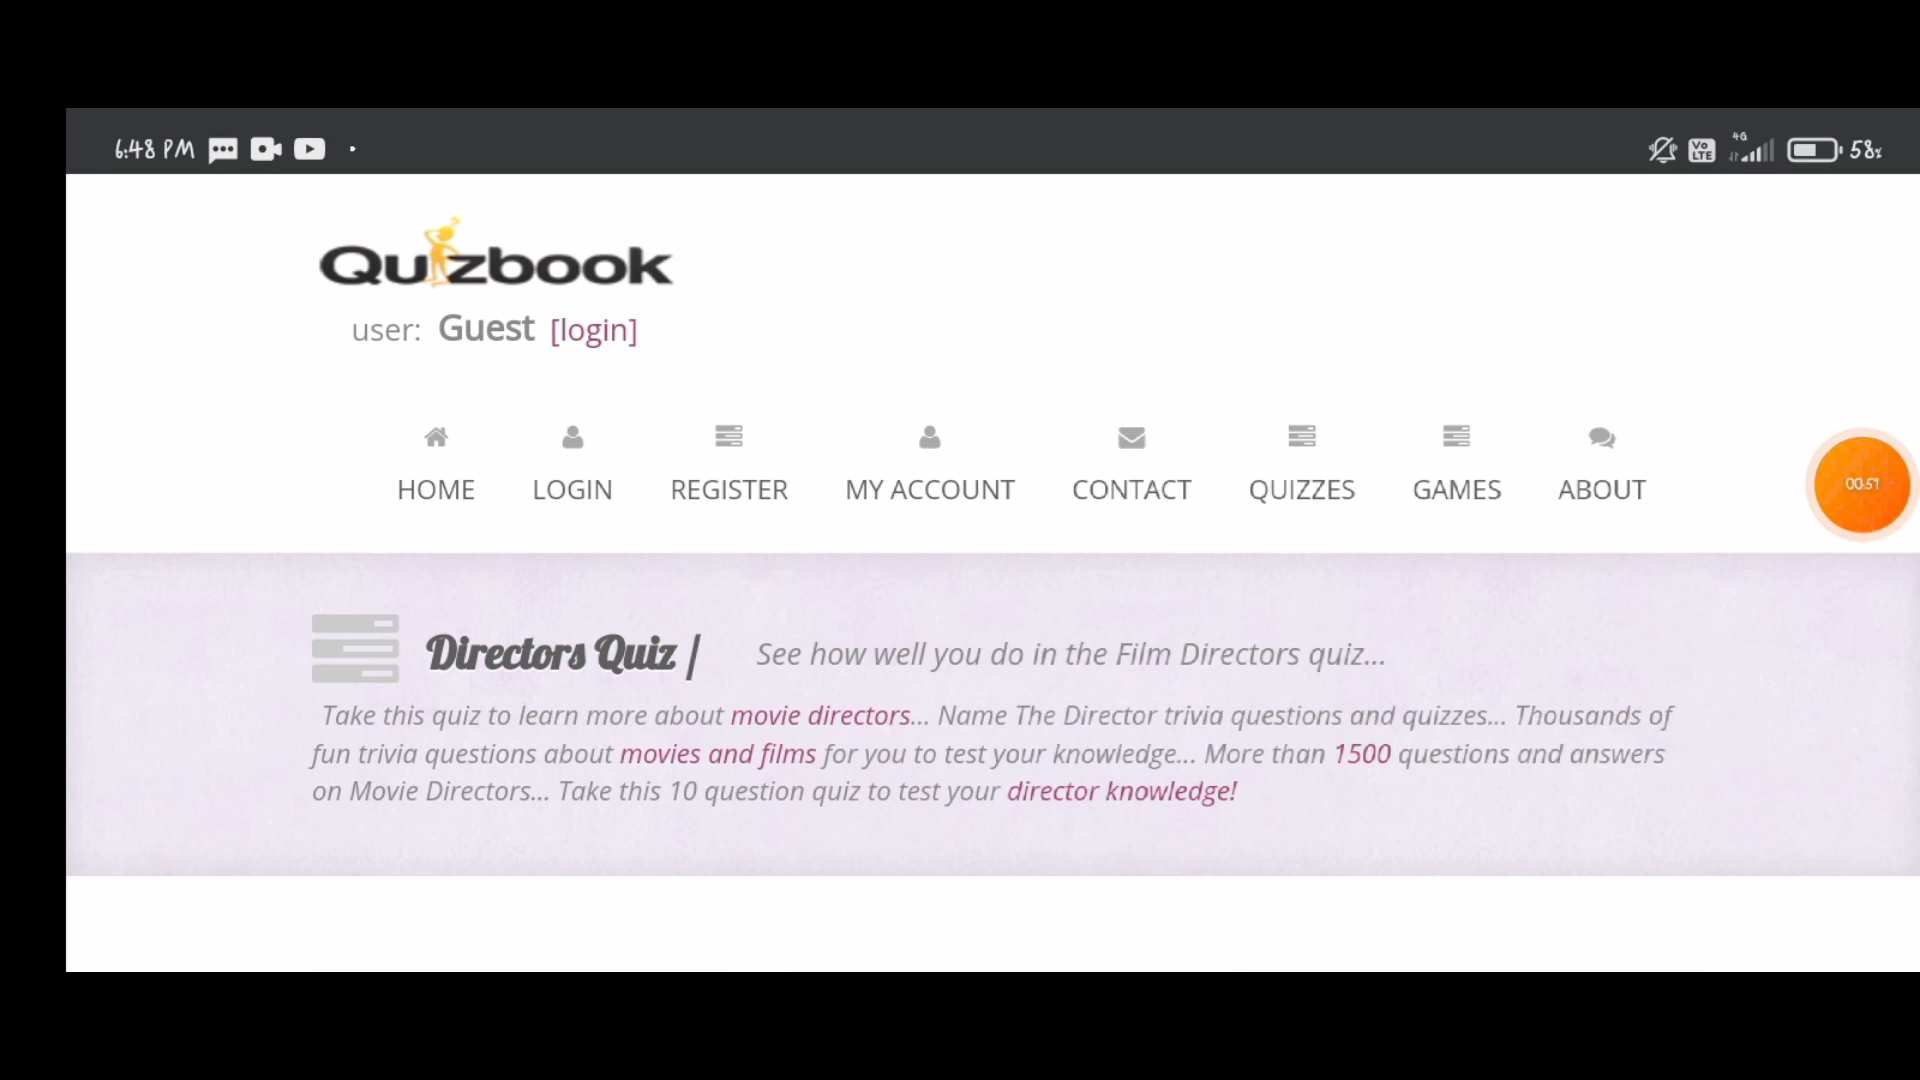 6:48 PM
4G
Vo LTE
58%
Quizbook
user: Guest [login]
HOME LOGIN REGISTER MY ACCOUNT CONTACT QUIZZES GAMES ABOUT
00:51
Directors Quiz / See how well you do in the Film Directors quiz...
Take this quiz to learn more about movie directors... Name The Director trivia questions and quizzes... Thousands of
fun trivia questions about movies and films for you to test your knowledge... More than 1500 questions and answers
on Movie Directors... Take this 10 question quiz to test your director knowledge!